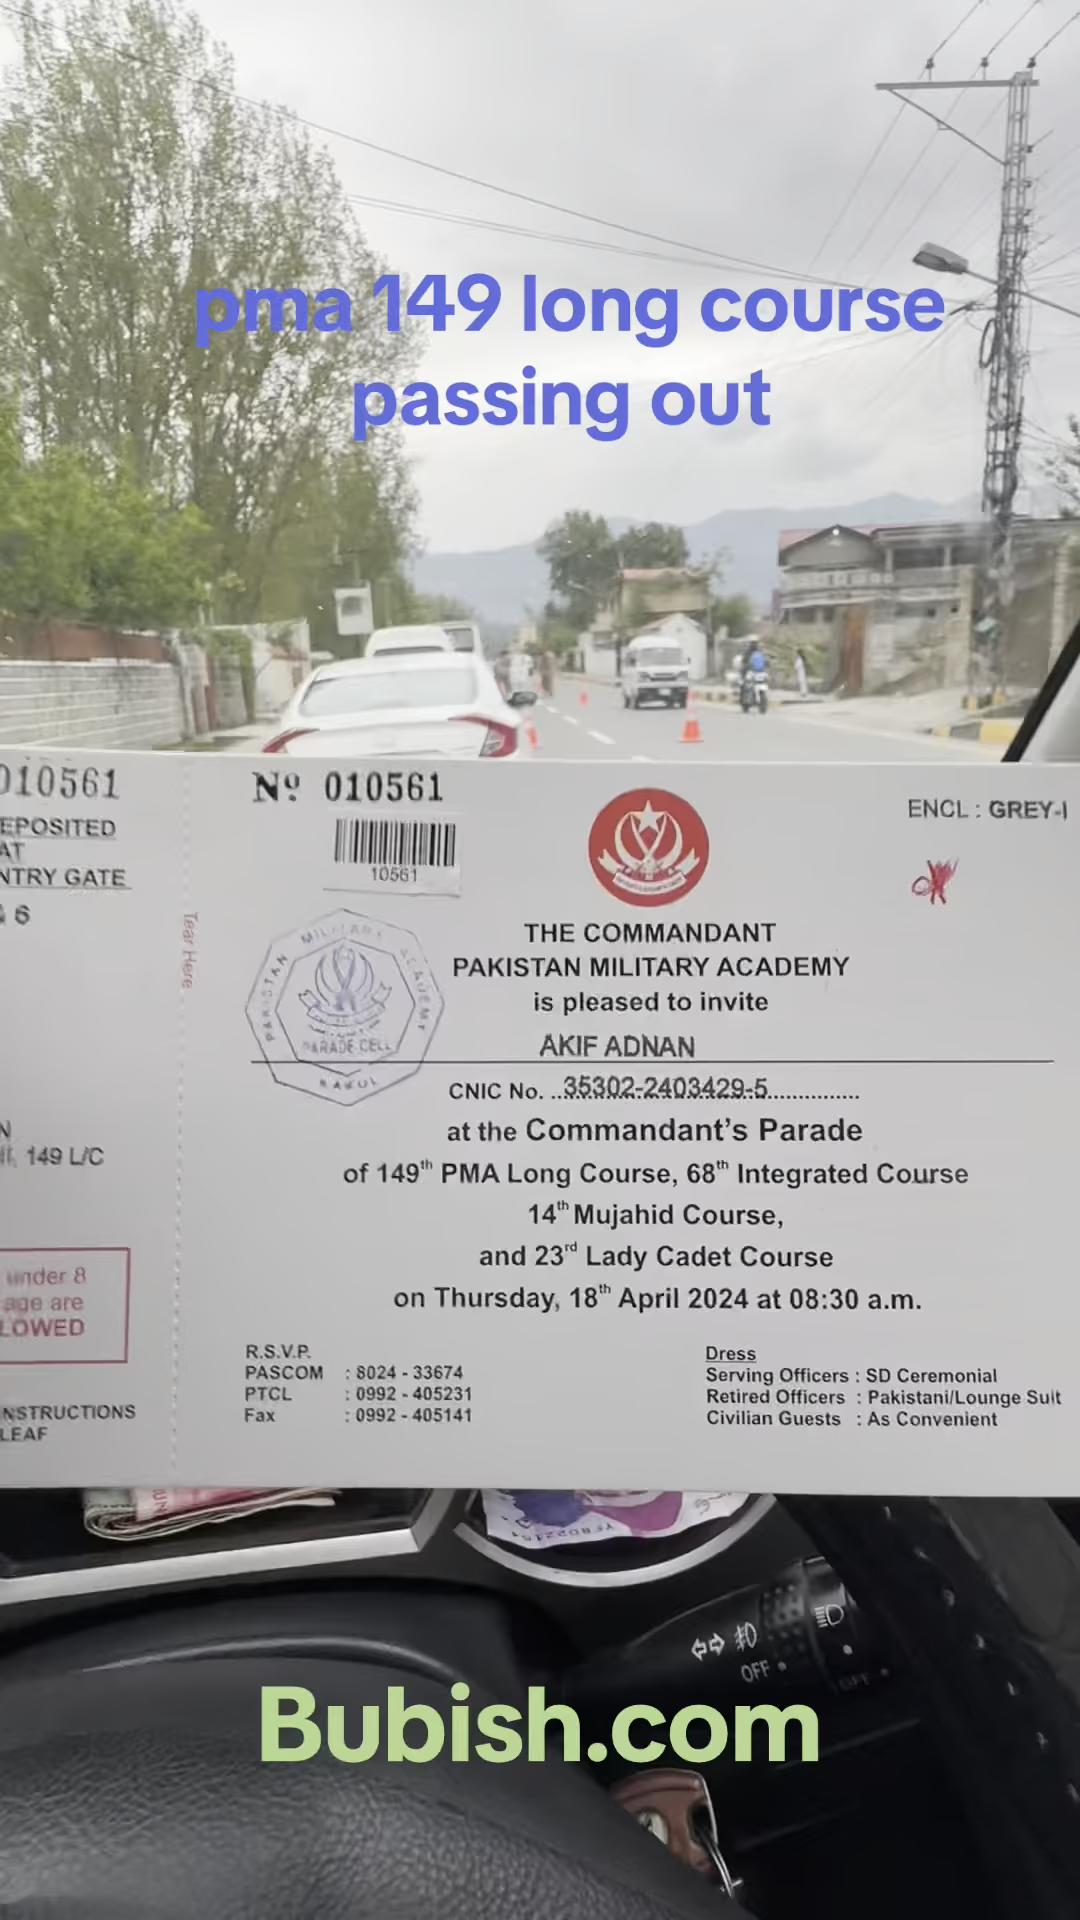 pma 149 long course
passing out
010561
EPOSITED
AT
NTRY GATE
& 6
Tear Here
149 L/C
under 8
age are
LOWED
NSTRUCTIONS
LEAF
Nº 010561
10561
ENCL : GREY-I
PAKISTAN MILITARY ACADEMY
PARADE CELL
KAKUL
THE COMMANDANT
PAKISTAN MILITARY ACADEMY
is pleased to invite
AKIF ADNAN
CNIC No. ..35302-2403429-5...............
at the Commandant's Parade
of 149th PMA Long Course, 68th Integrated Course
14th Mujahid Course,
and 23rd Lady Cadet Course
on Thursday, 18th April 2024 at 08:30 a.m.
R.S.V.P.
PASCOM : 8024 - 33674
PTCL : 0992 - 405231
Fax : 0992 - 405141
Dress
Serving Officers : SD Ceremonial
Retired Officers : Pakistani/Lounge Suit
Civilian Guests : As Convenient
OFF
OFF
Bubish.com